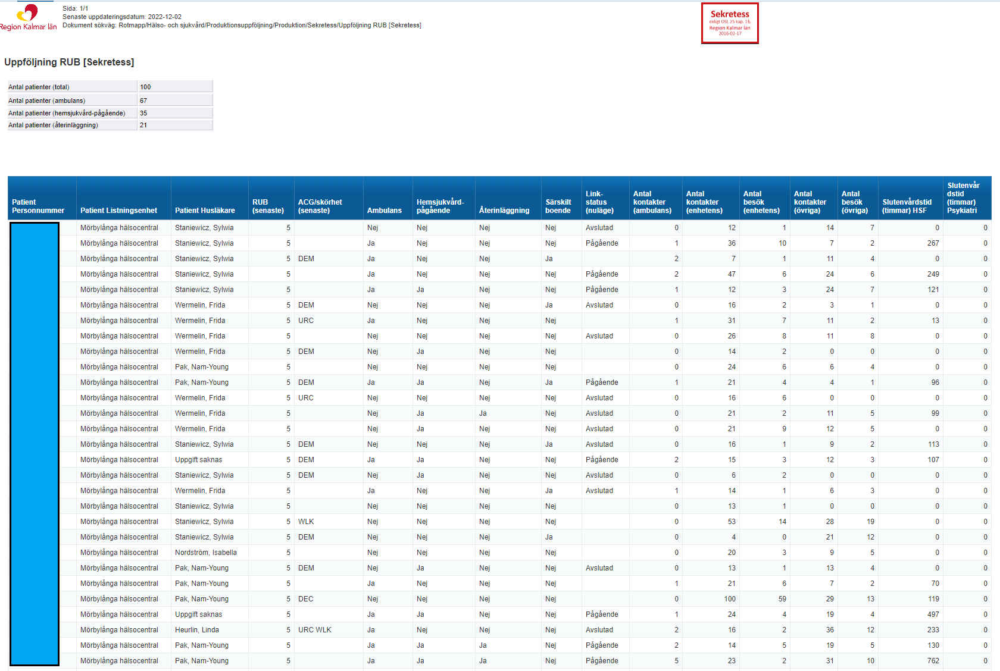 Region Kalmar län
Sida: 1/1
Senaste uppdateringsdatum: 2022-12-02
Dokument sökväg: Rotmapp/Hälso- och sjukvård/Produktionsuppföljning/Produktion/Sekretess/Uppföljning RUB [Sekretess]
Sekretess
enligt OSL 25 kap. 1§,
Region Kalmar län
2016-02-17
Uppföljning RUB [Sekretess]
Antal patienter (total) 100
Antal patienter (ambulans) 67
Antal patienter (hemsjukvård-pågående) 35
Antal patienter (återinläggning) 21
Patient Personnummer Patient Listningsenhet Patient Husläkare RUB (senaste) ACG/skörhet (senaste) Ambulans Hemsjukvård-pågående Återinläggning Särskilt boende Link-status (nuläge) Antal kontakter (ambulans) Antal kontakter (enhetens) Antal besök (enhetens) Antal kontakter (övriga) Antal besök (övriga) Slutenvårdstid (timmar) HSF Slutenvårdstid (timmar) Psykiatri
Mörbylånga hälsocentral Staniewicz, Sylwia 5 Nej Nej Nej Nej Avslutad 0 12 1 14 7 0 0
Mörbylånga hälsocentral Staniewicz, Sylwia 5 Ja Nej Nej Nej Pågående 1 36 10 7 2 267 0
Mörbylånga hälsocentral Staniewicz, Sylwia 5 DEM Ja Nej Nej Ja 2 7 1 11 4 0 0
Mörbylånga hälsocentral Staniewicz, Sylwia 5 Ja Nej Nej Nej Pågående 2 47 6 24 6 249 0
Mörbylånga hälsocentral Staniewicz, Sylwia 5 Ja Ja Nej Nej Pågående 1 12 3 24 7 121 0
Mörbylånga hälsocentral Wermelin, Frida 5 DEM Nej Nej Nej Ja Avslutad 0 16 2 3 1 0 0
Mörbylånga hälsocentral Wermelin, Frida 5 URC Ja Nej Nej Nej 1 31 7 11 2 13 0
Mörbylånga hälsocentral Wermelin, Frida 5 Nej Nej Nej Nej Avslutad 0 26 8 11 8 0 0
Mörbylånga hälsocentral Wermelin, Frida 5 DEM Nej Ja Nej Nej 0 14 2 0 0 0 0
Mörbylånga hälsocentral Pak, Nam-Young 5 Nej Nej Nej Nej 0 24 6 6 4 0 0
Mörbylånga hälsocentral Pak, Nam-Young 5 DEM Ja Ja Nej Ja Pågående 1 21 4 4 1 96 0
Mörbylånga hälsocentral Wermelin, Frida 5 URC Nej Nej Nej Nej Avslutad 0 16 6 0 0 0 0
Mörbylånga hälsocentral Wermelin, Frida 5 Nej Ja Ja Nej Avslutad 0 21 2 11 5 99 0
Mörbylånga hälsocentral Wermelin, Frida 5 Nej Ja Nej Nej Avslutad 0 21 9 12 5 0 0
Mörbylånga hälsocentral Staniewicz, Sylwia 5 DEM Nej Nej Nej Ja Avslutad 0 16 1 9 2 113 0
Mörbylånga hälsocentral Uppgift saknas 5 DEM Ja Ja Nej Nej Pågående 2 15 3 12 3 107 0
Mörbylånga hälsocentral Staniewicz, Sylwia 5 DEM Nej Ja Nej Nej Avslutad 0 6 2 0 0 0 0
Mörbylånga hälsocentral Wermelin, Frida 5 Ja Nej Nej Ja Avslutad 1 14 1 6 3 0 0
Mörbylånga hälsocentral Staniewicz, Sylwia 5 Nej Nej Nej Nej 0 13 1 0 0 0 0
Mörbylånga hälsocentral Staniewicz, Sylwia 5 WLK Nej Nej Nej Nej 0 53 14 28 19 0 0
Mörbylånga hälsocentral Staniewicz, Sylwia 5 DEM Nej Nej Nej Ja 0 4 0 21 12 0 0
Mörbylånga hälsocentral Nordström, Isabella 5 Nej Nej Nej Nej 0 20 3 9 5 0 0
Mörbylånga hälsocentral Pak, Nam-Young 5 DEM Nej Ja Nej Nej Avslutad 0 13 1 13 4 0 0
Mörbylånga hälsocentral Pak, Nam-Young 5 Ja Nej Nej Nej 1 21 6 7 2 70 0
Mörbylånga hälsocentral Pak, Nam-Young 5 DEC Nej Nej Nej Nej 0 100 59 29 13 119 0
Mörbylånga hälsocentral Uppgift saknas 5 Ja Ja Nej Nej Pågående 1 24 4 19 4 497 0
Mörbylånga hälsocentral Heurlin, Linda 5 URC WLK Ja Nej Nej Nej Avslutad 2 16 2 36 12 233 0
Mörbylånga hälsocentral Pak, Nam-Young 5 Ja Ja Ja Nej Pågående 2 14 5 19 5 130 0
Mörbylånga hälsocentral Pak, Nam-Young 5 Ja Ja Ja Nej Pågående 5 23 2 31 10 762 0